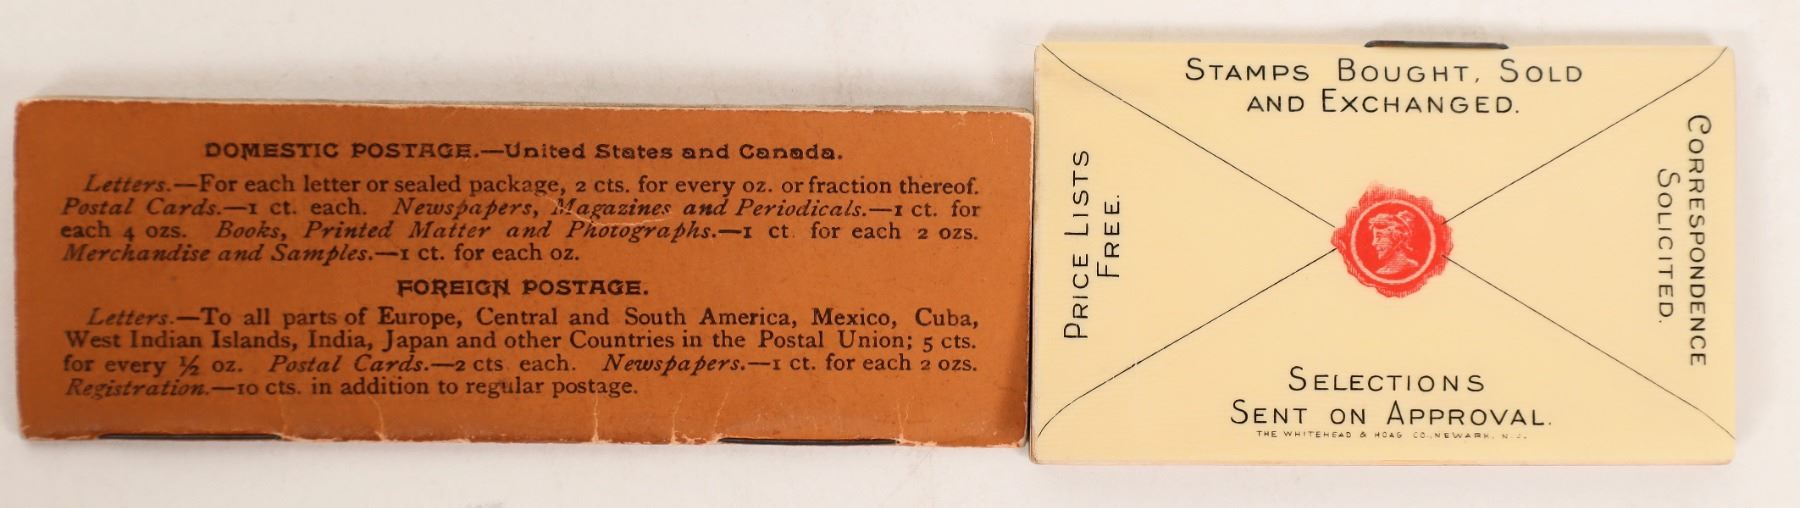 DOMESTIC POSTAGE.—United States and Canada.
Letters.—For each letter or sealed package, 2 cts. for every oz. or fraction thereof.
Postal Cards.—1 ct. each. Newspapers, Magazines and Periodicals.—1 ct. for
each 4 ozs. Books, Printed Matter and Photographs.—1 ct. for each 2 ozs.
Merchandise and Samples.—1 ct. for each oz.
FOREIGN POSTAGE.
Letters.—To all parts of Europe, Central and South America, Mexico, Cuba,
West Indian Islands, India, Japan and other Countries in the Postal Union; 5 cts.
for every ½ oz. Postal Cards.—2 cts each. Newspapers.—1 ct. for each 2 ozs.
Registration.—10 cts. in addition to regular postage.
STAMPS BOUGHT, SOLD
AND EXCHANGED.
PRICE LISTS
FREE.
CORRESPONDENCE
SOLICITED.
SELECTIONS
SENT ON APPROVAL.
THE WHITEHEAD & HOAG CO., NEWARK, N.J.